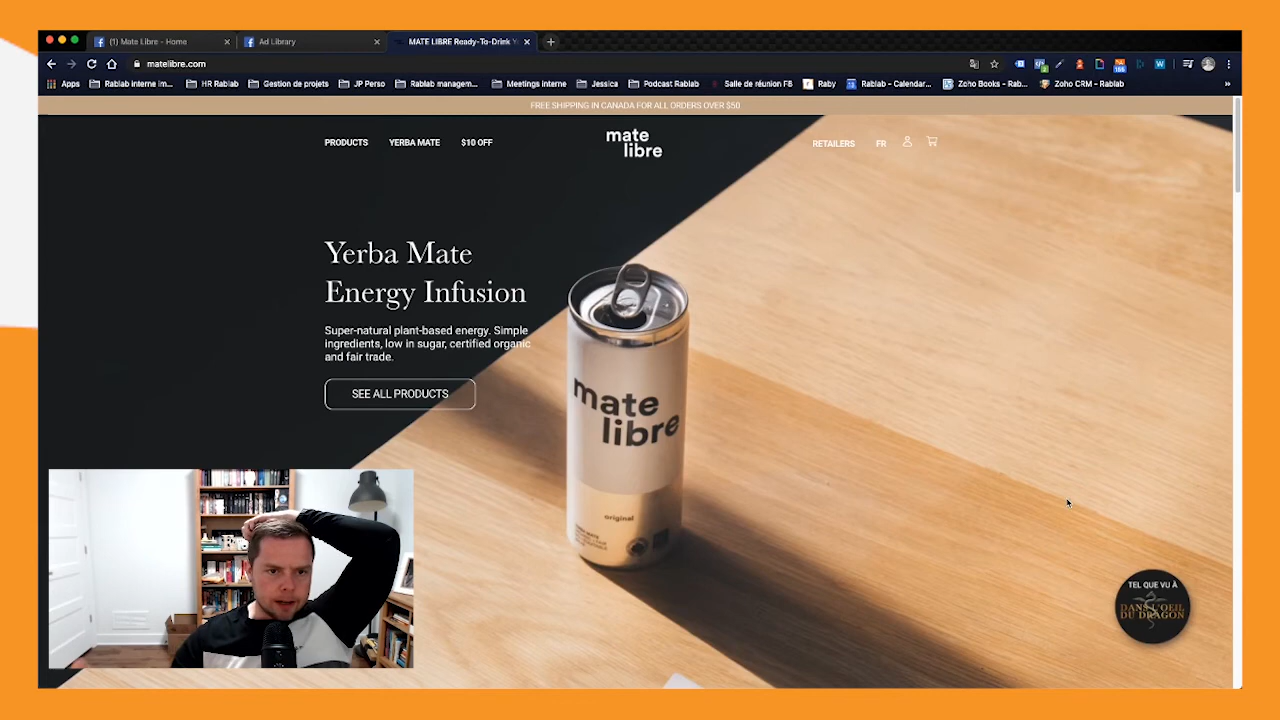 (1) Mate Libre - Home
Ad Library
MATE LIBRE Ready-To-Drink
matelibre.com
Apps
Rablab interne im...
HR Rablab
Gestion de projets
JP Perso
Rablab managem...
Meetings interne
Jessica
Podcast Rablab
Salle de réunion FB
Raby
Rablab - Calendar...
Zoho Books - Rab...
Zoho CRM - Rablab
FREE SHIPPING IN CANADA FOR ALL ORDERS OVER $50
PRODUCTS
YERBA MATE
$10 OFF
mate
libre
RETAILERS
FR
Yerba Mate
Energy Infusion
Super-natural plant-based energy. Simple
ingredients, low in sugar, certified organic
and fair trade.
SEE ALL PRODUCTS
mate
libre
original
TEL QUE VU À
DANS L'OEIL
DU DRAGON